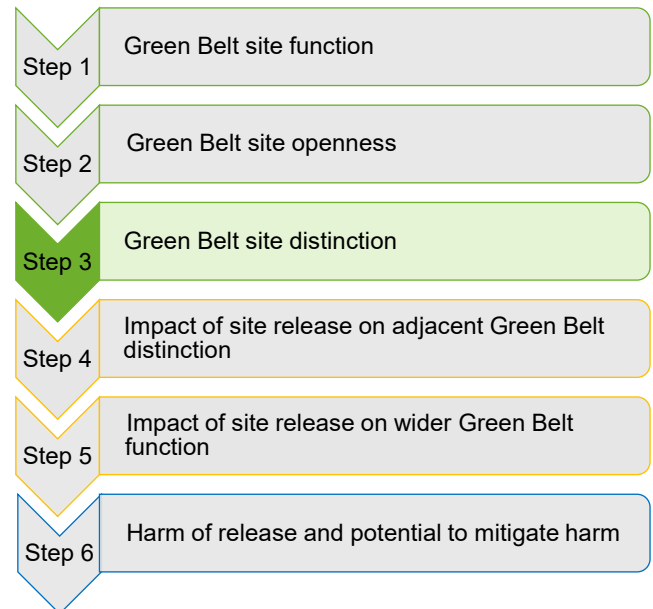 Step 1
Green Belt site function
Step 2
Green Belt site openness
Step 3
Green Belt site distinction
Step 4
Impact of site release on adjacent Green Belt
distinction
Step 5
Impact of site release on wider Green Belt
function
Step 6
Harm of release and potential to mitigate harm